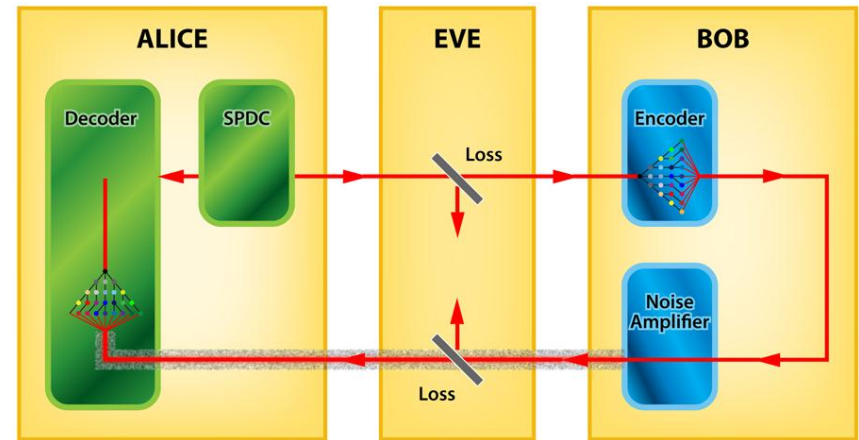 ALICE
EVE
BOB
Decoder
SPDC
Loss
Encoder
Noise
Amplifier
Loss